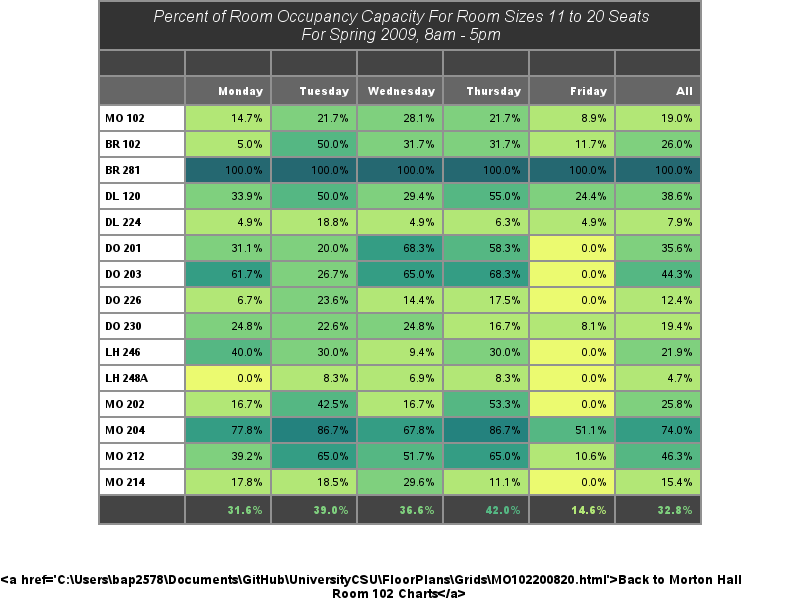 Percent of Room Occupancy Capacity For Room Sizes 11 to 20 Seats
For Spring 2009, 8am - 5pm
Monday Tuesday Wednesday Thursday Friday All
MO 102 14.7% 21.7% 28.1% 21.7% 8.9% 19.0%
BR 102 5.0% 50.0% 31.7% 31.7% 11.7% 26.0%
BR 281 100.0% 100.0% 100.0% 100.0% 100.0% 100.0%
DL 120 33.9% 50.0% 29.4% 55.0% 24.4% 38.6%
DL 224 4.9% 18.8% 4.9% 6.3% 4.9% 7.9%
DO 201 31.1% 20.0% 68.3% 58.3% 0.0% 35.6%
DO 203 61.7% 26.7% 65.0% 68.3% 0.0% 44.3%
DO 226 6.7% 23.6% 14.4% 17.5% 0.0% 12.4%
DO 230 24.8% 22.6% 24.8% 16.7% 8.1% 19.4%
LH 246 40.0% 30.0% 9.4% 30.0% 0.0% 21.9%
LH 248A 0.0% 8.3% 6.9% 8.3% 0.0% 4.7%
MO 202 16.7% 42.5% 16.7% 53.3% 0.0% 25.8%
MO 204 77.8% 86.7% 67.8% 86.7% 51.1% 74.0%
MO 212 39.2% 65.0% 51.7% 65.0% 10.6% 46.3%
MO 214 17.8% 18.5% 29.6% 11.1% 0.0% 15.4%
31.6% 39.0% 36.6% 42.0% 14.6% 32.8%
<a href='C:\Users\bap2578\Documents\GitHub\UniversityCSU\FloorPlans\Grids\MO102200820.html'>Back to Morton Hall
Room 102 Charts</a>